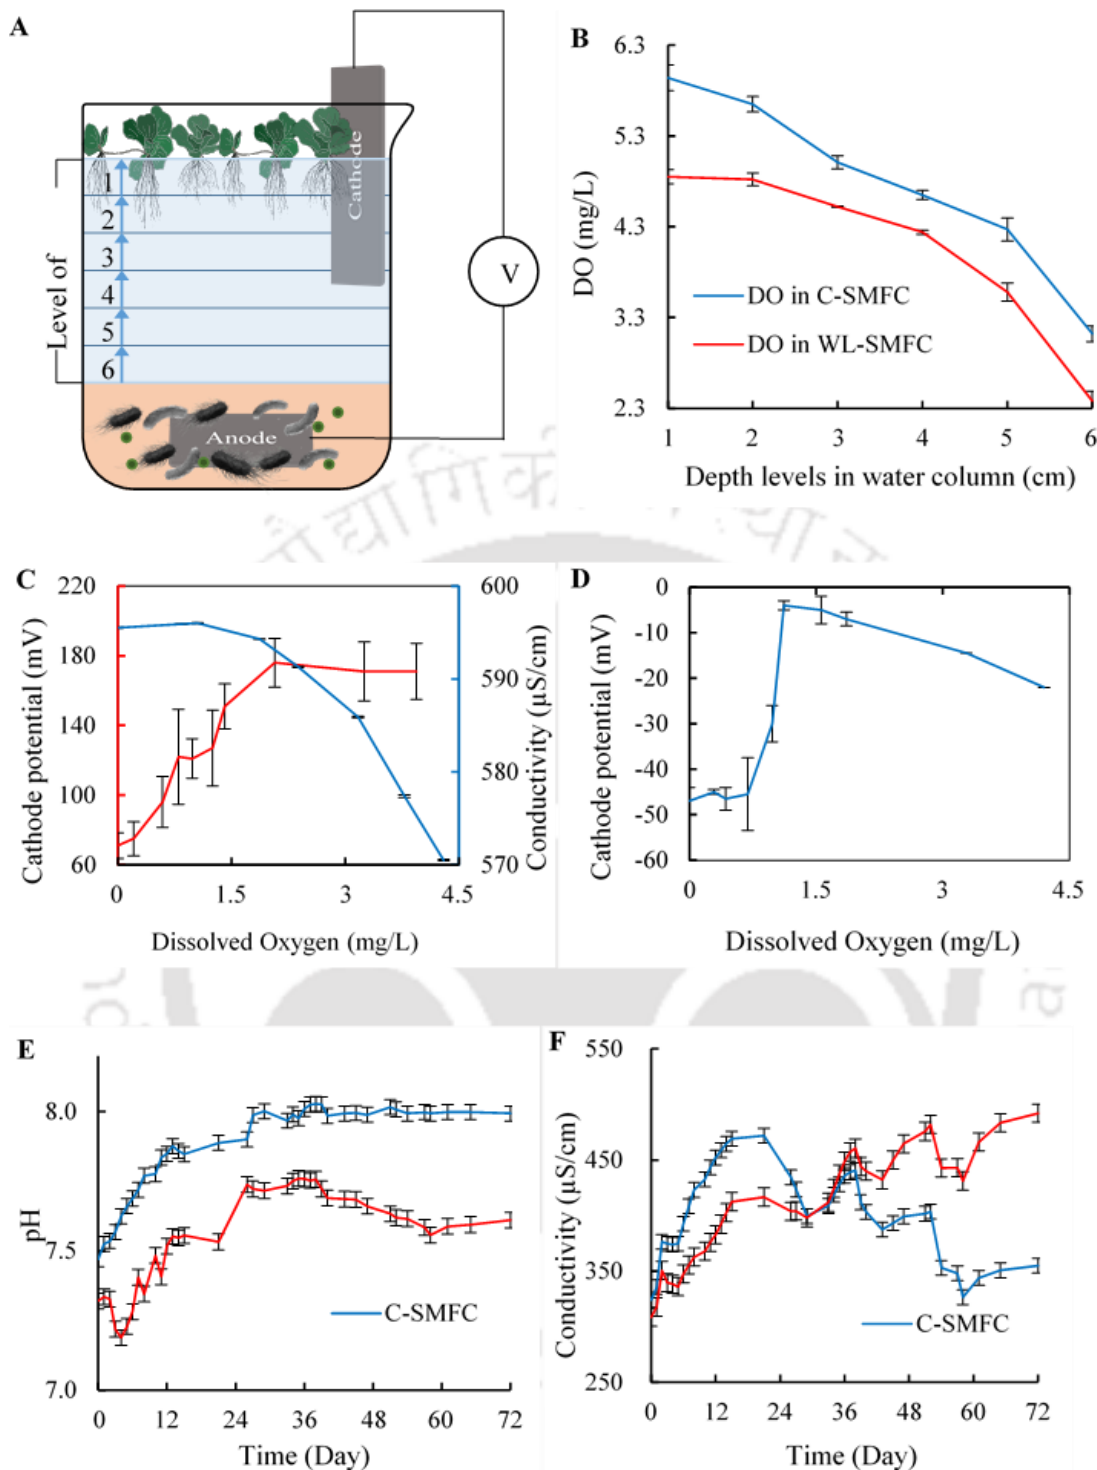 A
Cathode
Level of
1
2
3
4
5
6
V
Anode
B
6.3
5.3
4.3
3.3
2.3
DO (mg/L)
DO in C-SMFC
DO in WL-SMFC
1 2 3 4 5 6
Depth levels in water column (cm)
C
220
180
140
100
60
Cathode potential (mV)
600
590
580
570
Conductivity (µS/cm)
0 1.5 3 4.5
Dissolved Oxygen (mg/L)
D
0
-10
-20
-30
-40
-50
-60
Cathode potential (mV)
0 1.5 3 4.5
Dissolved Oxygen (mg/L)
E
8.0
7.5
7.0
pH
C-SMFC
0 12 24 36 48 60 72
Time (Day)
F
550
450
350
250
Conductivity (µS/cm)
C-SMFC
0 12 24 36 48 60 72
Time (Day)